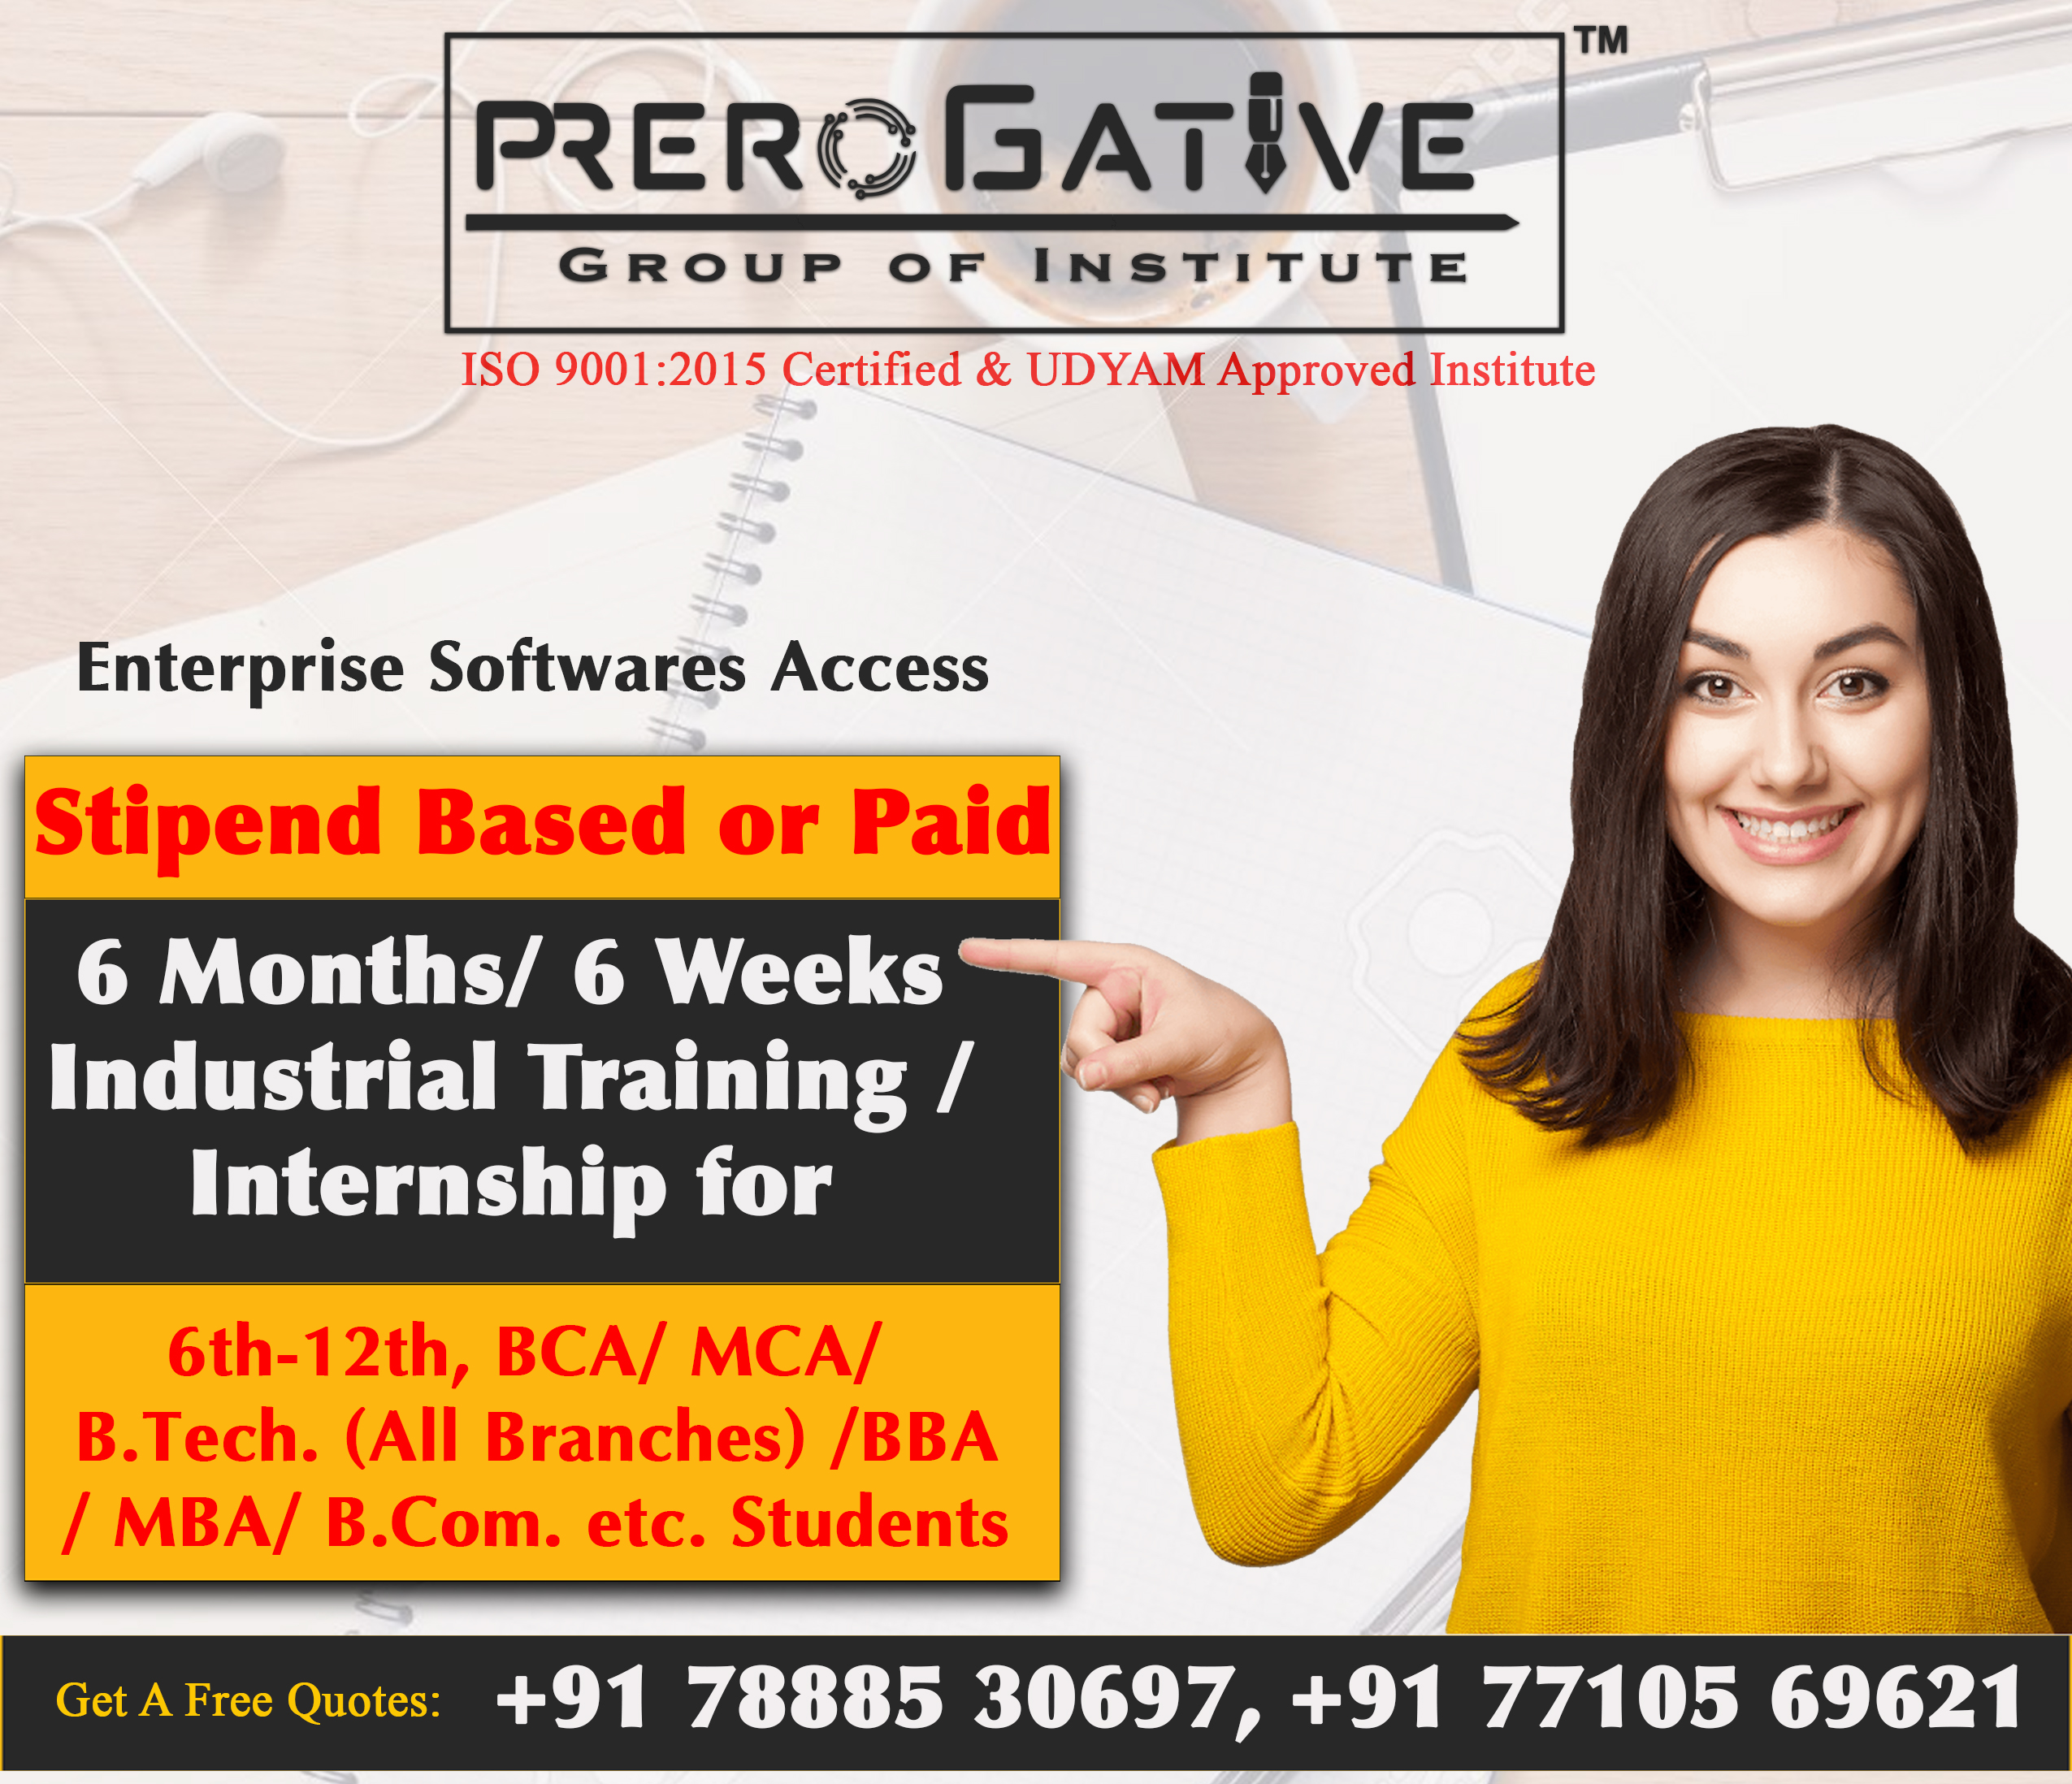 PREROGATIVE
TM
GROUP OF INSTITUTE
ISO 9001:2015 Certified & UDYAM Approved Institute
Enterprise Softwares Access
Stipend Based or Paid
6 Months/ 6 Weeks
Industrial Training /
Internship for
6th-12th, BCA/ MCA/
B.Tech. (All Branches) /BBA
/ MBA/ B.Com. etc. Students
Get A Free Quotes: +91 78885 30697, +91 77105 69621